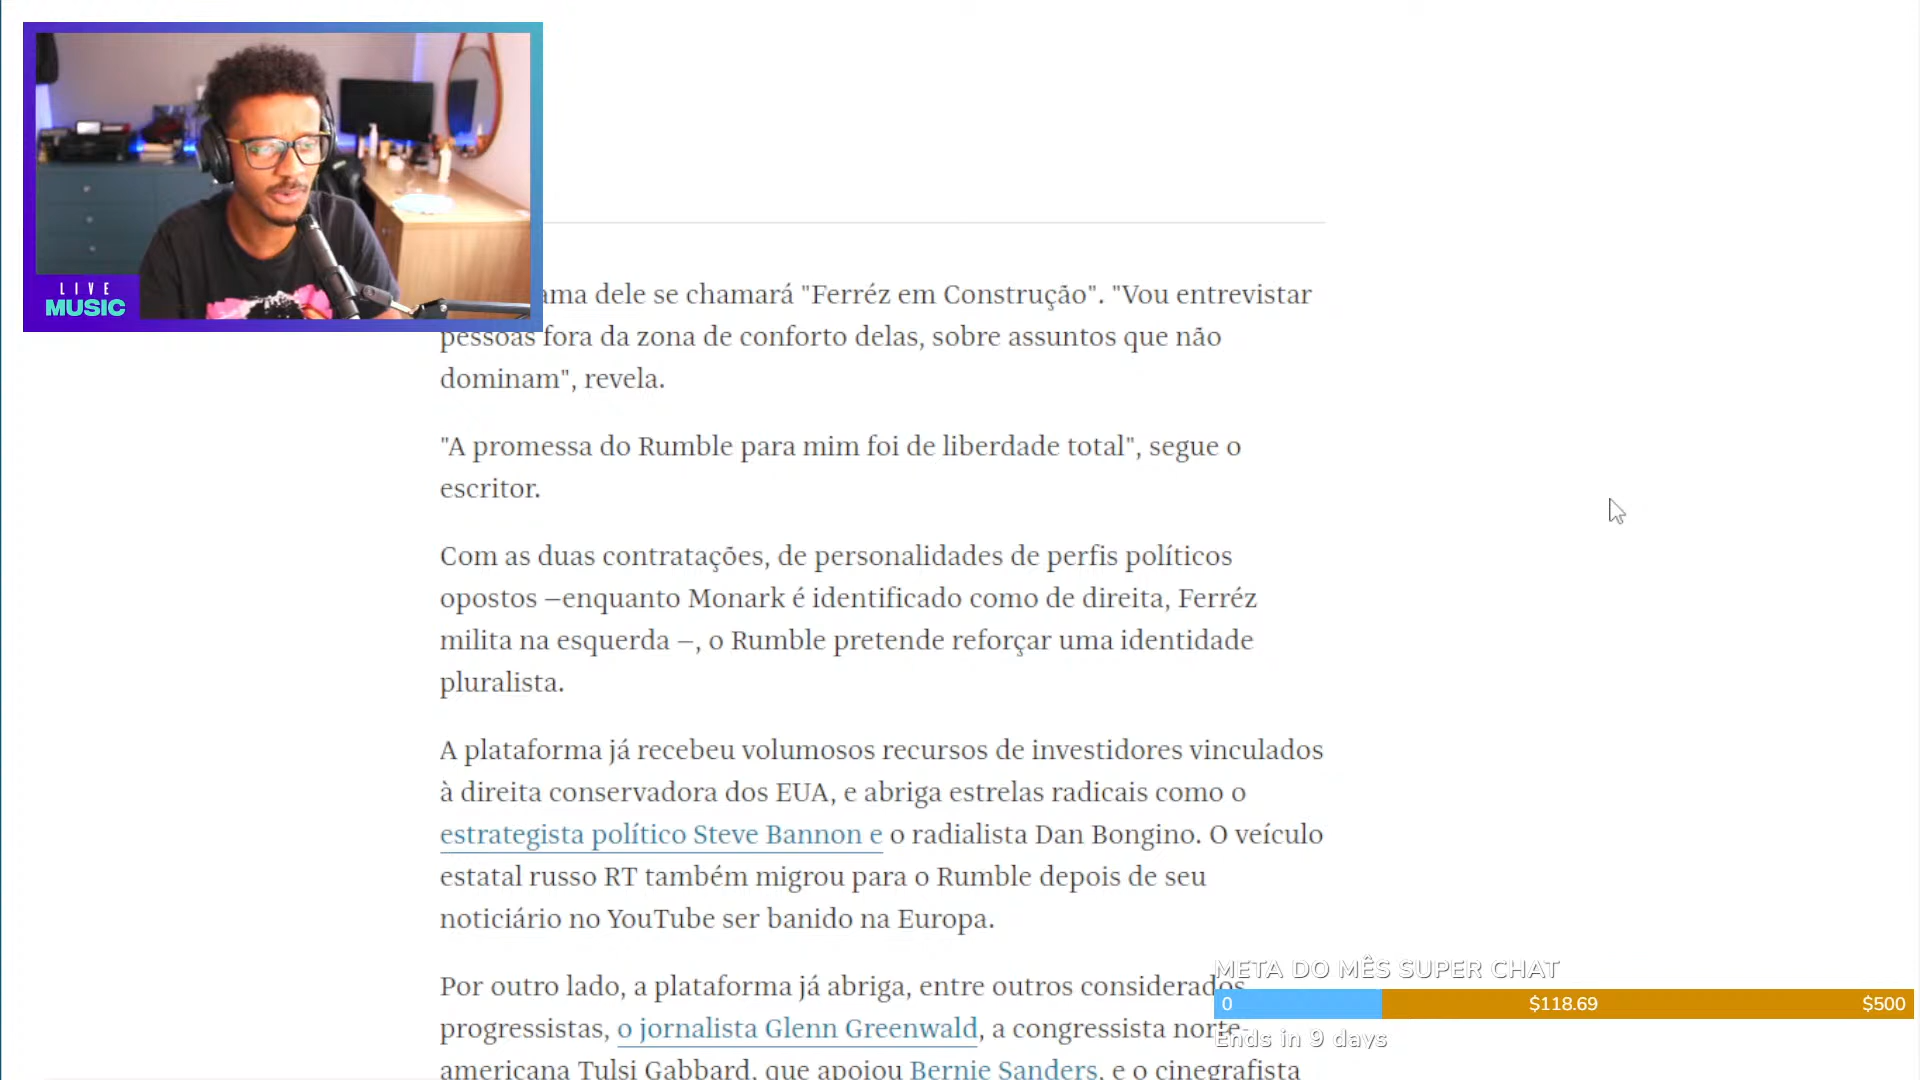 LIVE
MUSIC
ama dele se chamará "Ferréz em Construção". "Vou entrevistar
pessoas fora da zona de conforto delas, sobre assuntos que não
dominam", revela.
"A promessa do Rumble para mim foi de liberdade total", segue o
escritor.
Com as duas contratações, de personalidades de perfis políticos
opostos —enquanto Monark é identificado como de direita, Ferréz
milita na esquerda —, o Rumble pretende reforçar uma identidade
pluralista.
A plataforma já recebeu volumosos recursos de investidores vinculados
à direita conservadora dos EUA, e abriga estrelas radicais como o
estrategista político Steve Bannon e o radialista Dan Bongino. O veículo
estatal russo RT também migrou para o Rumble depois de seu
noticiário no YouTube ser banido na Europa.
Por outro lado, a plataforma já abriga, entre outros considerados
progressistas, o jornalista Glenn Greenwald, a congressista norte-
americana Tulsi Gabbard, que apoiou Bernie Sanders, e o cinegrafista
META DO MÊS SUPER CHAT
0 $118.69 $500
Ends in 9 days